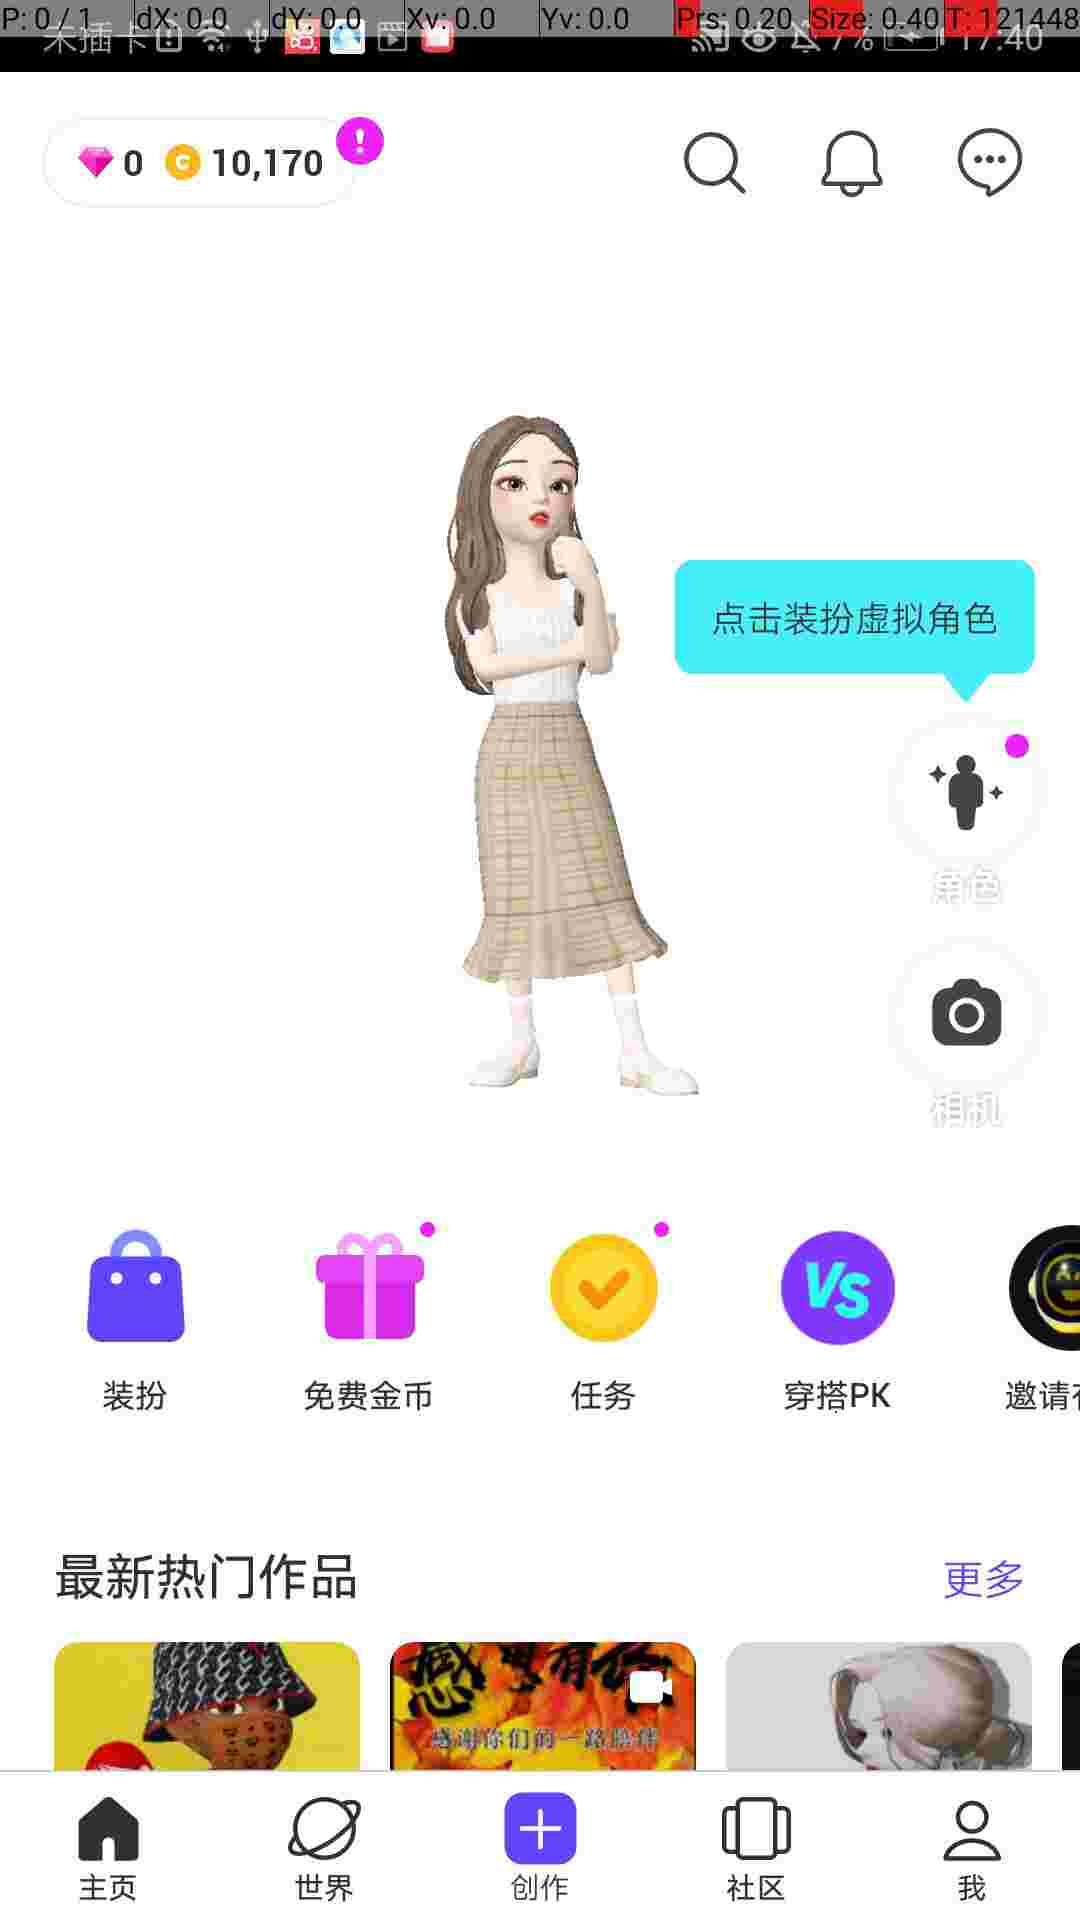 P: 0 / 1 dX: 0.0 dY: 0.0 Xv: 0.0 Yv: 0.0 Prs: 0.20 Size: 0.40 T: 121448
未插卡 7% 17:40
0 10,170
点击装扮虚拟角色
角色
相机
装扮 免费金币 任务 穿搭PK 邀请
最新热门作品 更多
感谢你们的一路陪伴
主页 世界 创作 社区 我